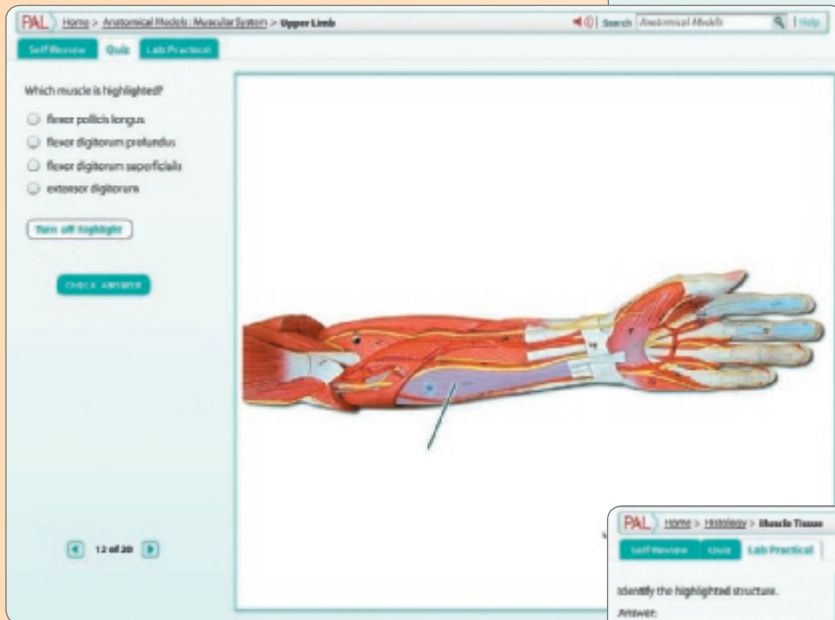 PAL Home > Anatomical Models: Muscular System > Upper Limb
Search Anatomical Models Help
Self Review Quiz Lab Practical
Which muscle is highlighted?
flexor pollicis longus
flexor digitorum profundus
flexor digitorum superficialis
extensor digitorum
Turn off highlight
CHECK ANSWER
12 of 20
PAL Home > Histology > Muscle Tissue
Self Review Quiz Lab Practical
Identify the highlighted structure.
Answer: